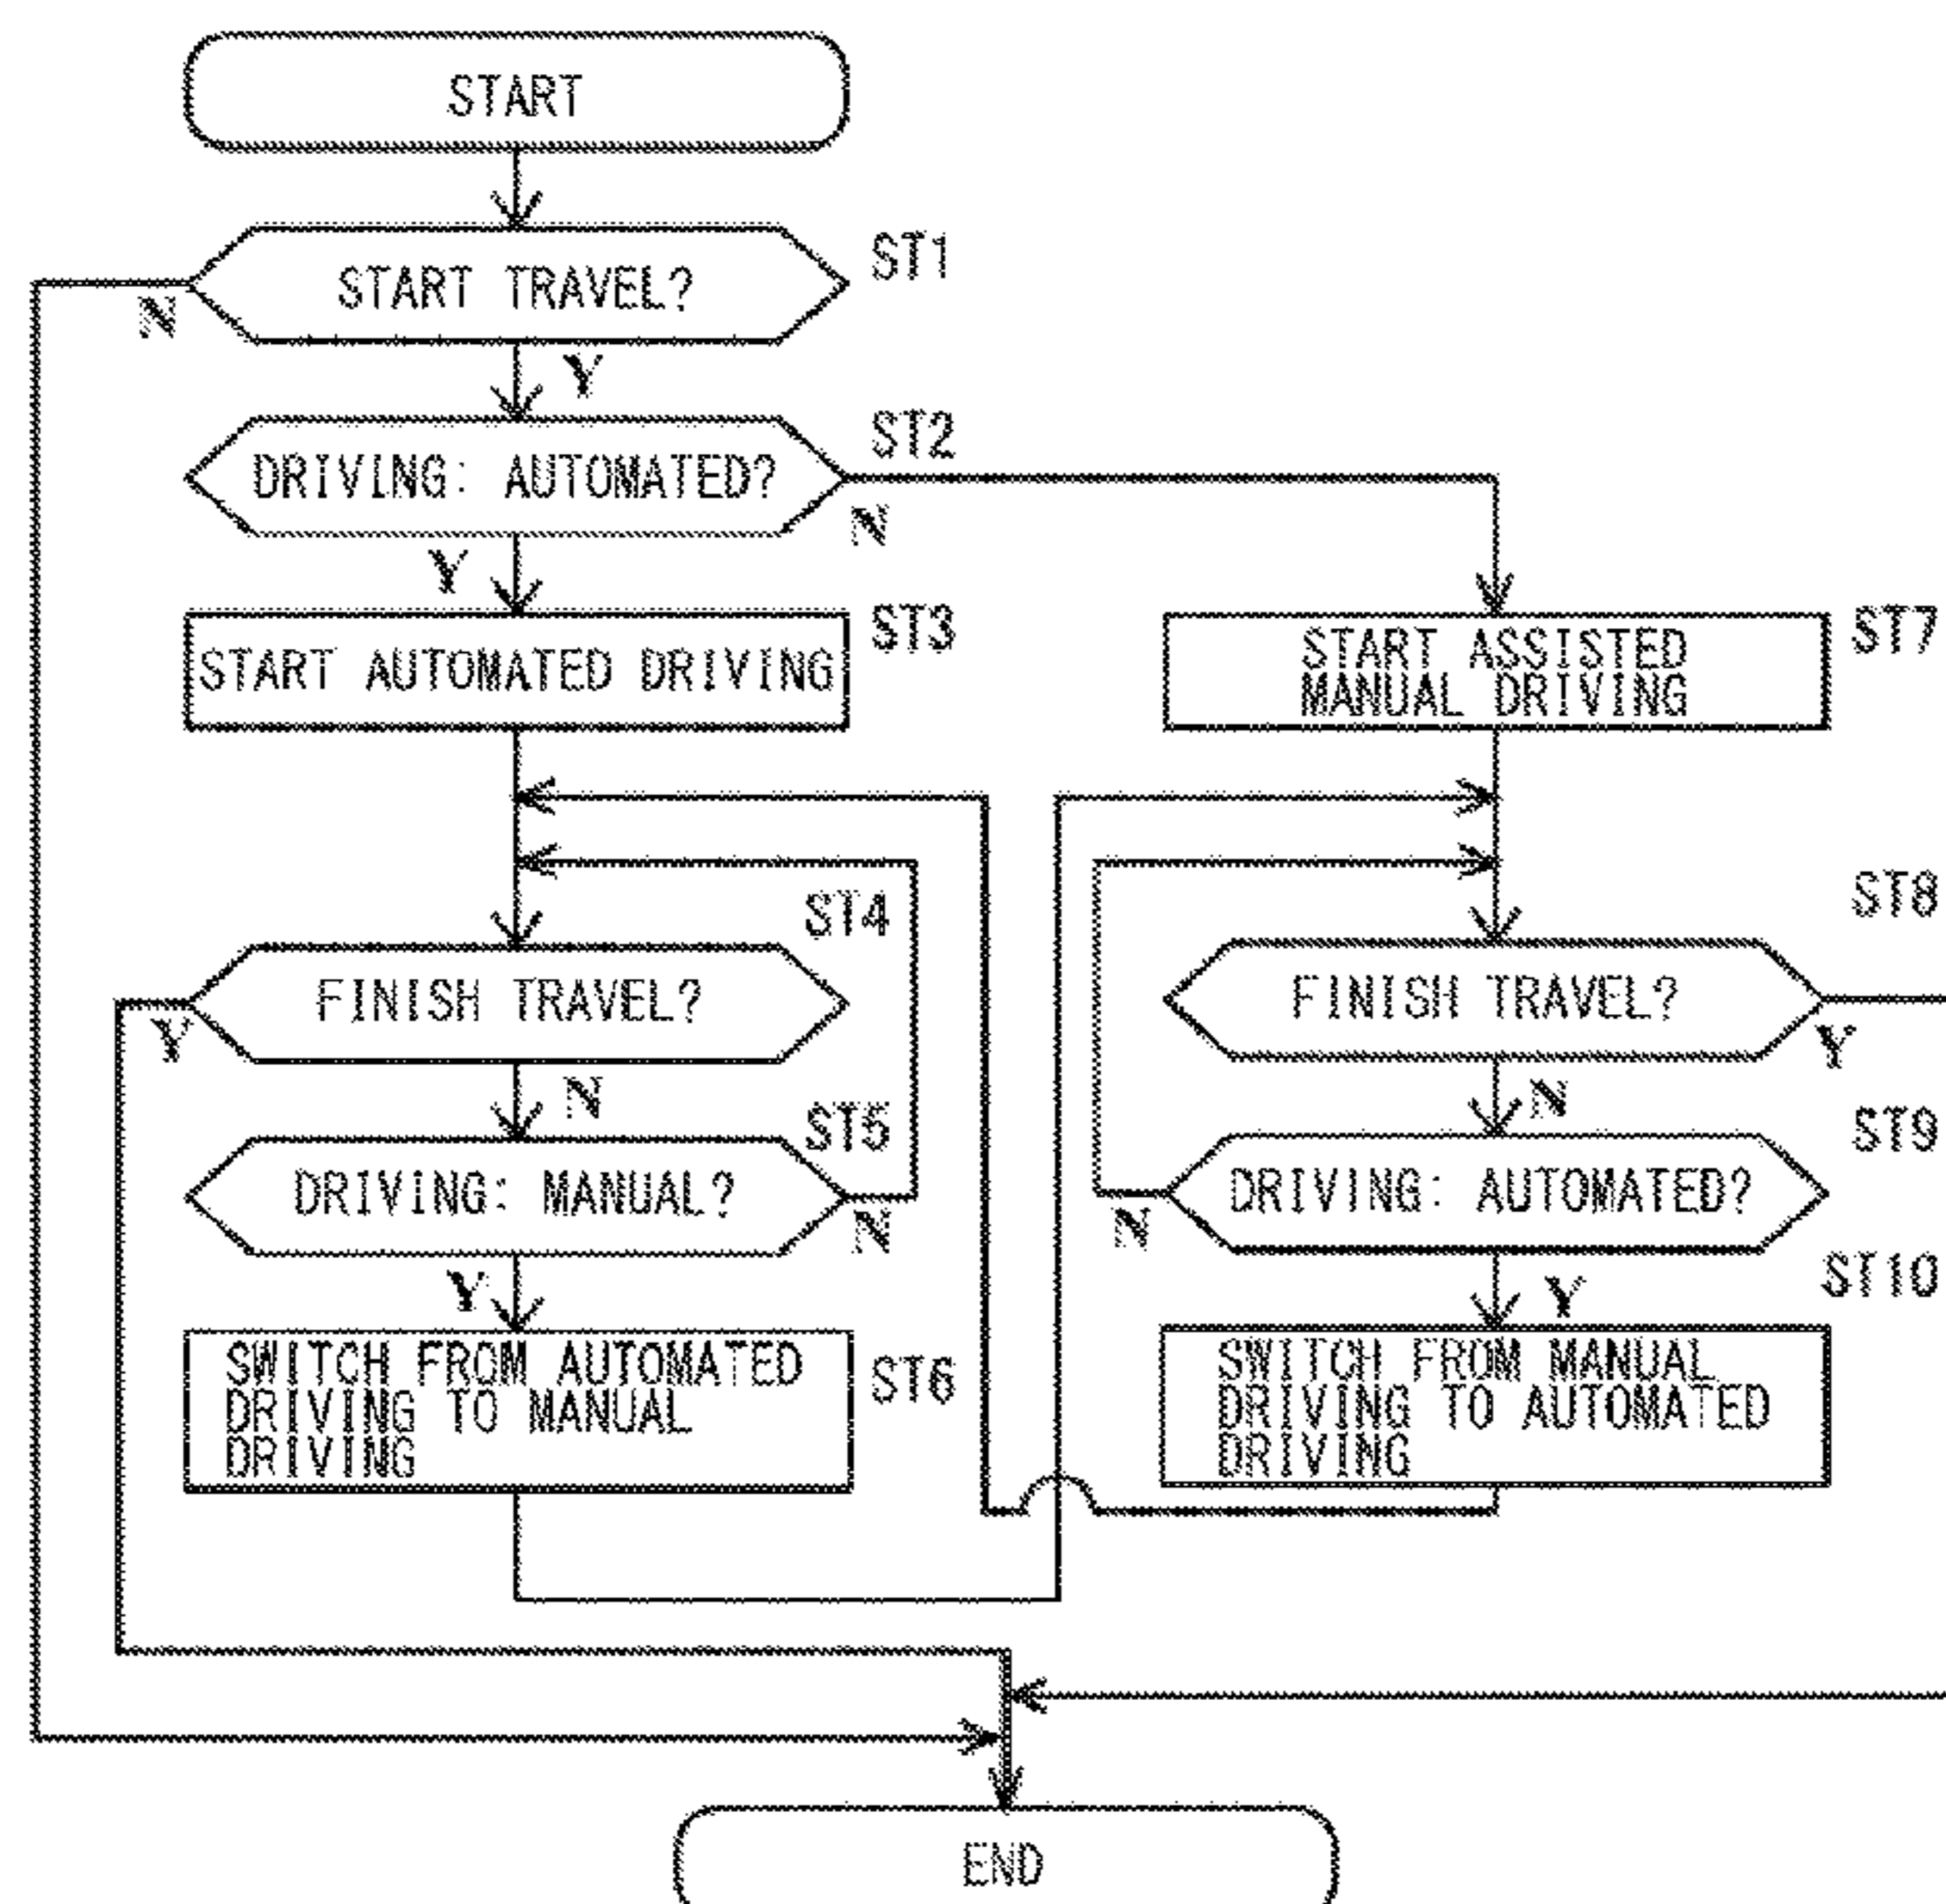 START
START TRAVEL?
ST1
N
Y
DRIVING: AUTOMATED?
ST2
N
Y
START AUTOMATED DRIVING
ST3
START ASSISTED
MANUAL DRIVING
ST7
ST4
FINISH TRAVEL?
Y
N
ST5
DRIVING: MANUAL?
N
Y
SWITCH FROM AUTOMATED
DRIVING TO MANUAL
DRIVING
ST6
ST8
FINISH TRAVEL?
Y
N
ST9
DRIVING: AUTOMATED?
N
Y
ST10
SWITCH FROM MANUAL
DRIVING TO AUTOMATED
DRIVING
END